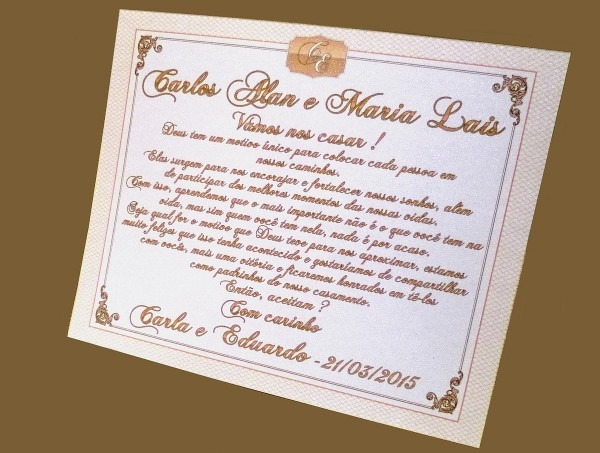 CE
Carlos Alan e Maria Lais
Vamos nos casar !
Deus tem um motivo único para colocar cada pessoa em
nossos caminhos.
Elas surgem para nos encorajar e fortalecer nossos sonhos, além
de participar dos melhores momentos das nossas vidas.
Com isso, aprendemos que o mais importante não é o que você tem na
vida, mas sim quem você tem nela, nada é por acaso.
Seja qual for o motivo que Deus teve para nos aproximar, estamos
muito felizes que isso tenha acontecido e gostaríamos de compartilhar
com vocês, mais uma vitória e ficaremos honrados em tê-los
como padrinhos do nosso casamento.
Então, aceitam ?
Com carinho
Carla e Eduardo - 21/03/2015